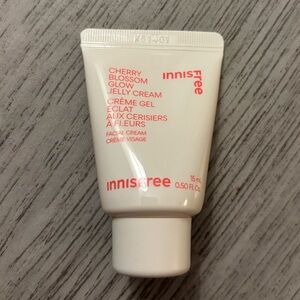 CHERRY
BLOSSOM
GLOW
JELLY CREAM
CRÈME GEL
ÉCLAT
AUX CERISIERS
À FLEURS
FACIAL CREAM
CRÈME VISAGE
INNISFREE
INNISFREE
15 mL
0.50 FL.Oz